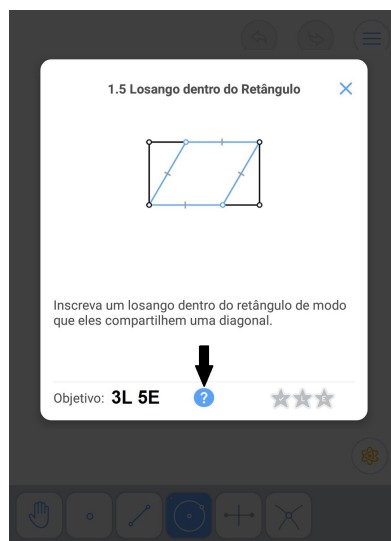 1.5 Losango dentro do Retângulo
Inscreva um losango dentro do retângulo de modo
que eles compartilhem uma diagonal.
Objetivo: 3L 5E ?